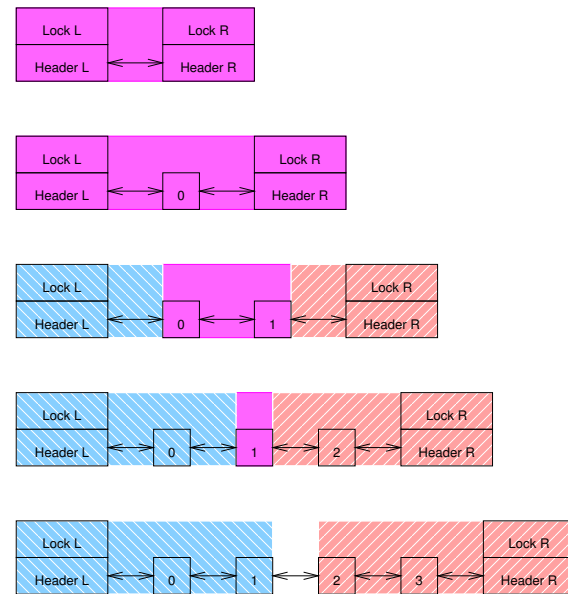 Lock L Lock R
Header L Header R
Lock L Lock R
Header L 0 Header R
Lock L Lock R
Header L 0 1 Header R
Lock L Lock R
Header L 0 1 2 Header R
Lock L Lock R
Header L 0 1 2 3 Header R